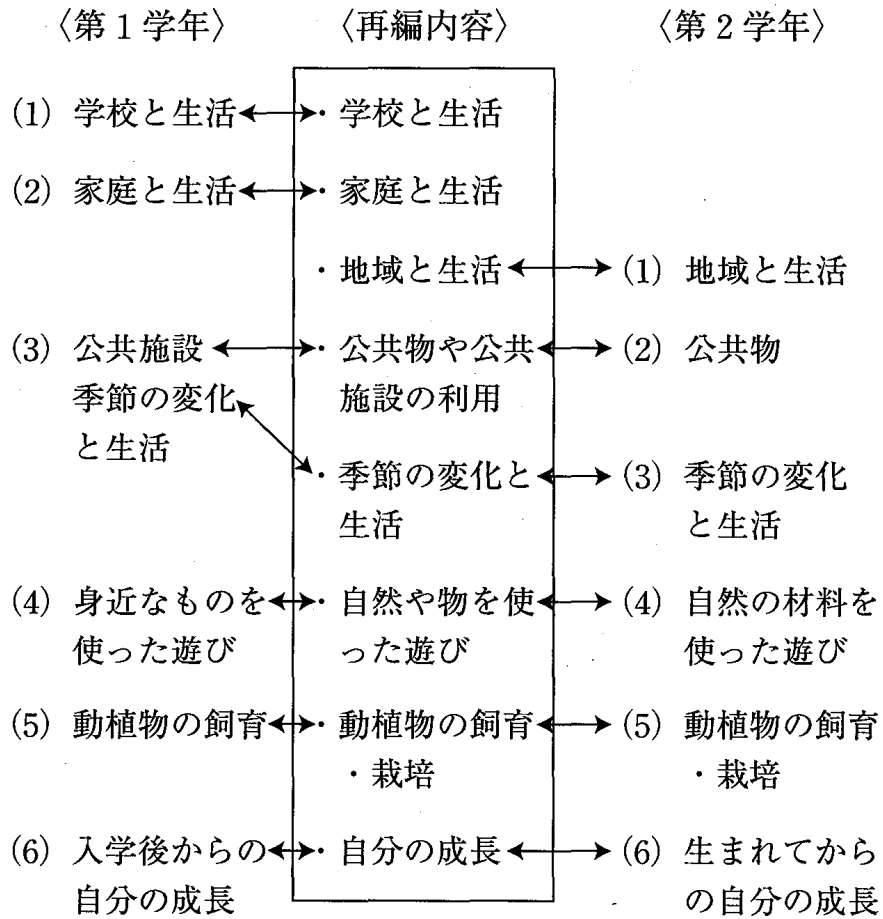 〈第1学年〉 〈再編内容〉 〈第2学年〉
(1) 学校と生活 ・学校と生活
(2) 家庭と生活 ・家庭と生活
・地域と生活 (1) 地域と生活
(3) 公共施設 ・公共物や公共 (2) 公共物
季節の変化 施設の利用
と生活
・季節の変化と (3) 季節の変化
生活 と生活
(4) 身近なものを ・自然や物を使 (4) 自然の材料を
使った遊び った遊び 使った遊び
(5) 動植物の飼育 ・動植物の飼育 (5) 動植物の飼育
・栽培 ・栽培
(6) 入学後からの ・自分の成長 (6) 生まれてから
自分の成長 の自分の成長